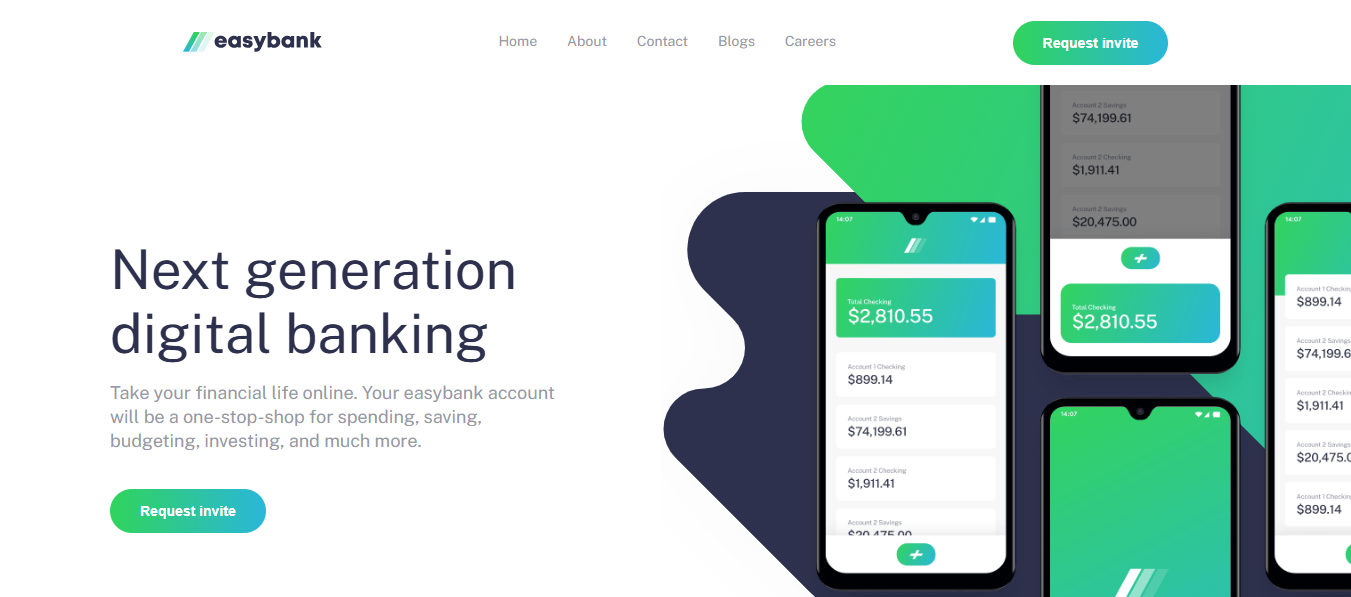 easybank
Home
About
Contact
Blogs
Careers
Request invite
Next generation
digital banking
Take your financial life online. Your easybank account
will be a one-stop-shop for spending, saving,
budgeting, investing, and much more.
Request invite
14:07
Total Checking
$2,810.55
Account 1 Checking
$899.14
Account 2 Savings
$74,199.61
Account 2 Checking
$1,911.41
Account 2 Savings
$20,475.00
Account 2 Savings
$74,199.61
Account 2 Checking
$1,911.41
Account 2 Savings
$20,475.00
Total Checking
$2,810.55
14:07
14:07
Account 1 Checking
$899.14
Account 2 Savings
$74,199.6
Account 2 Checking
$1,911.41
Account 2 Savings
$20,475.0
Account 1 Checking
$899.14